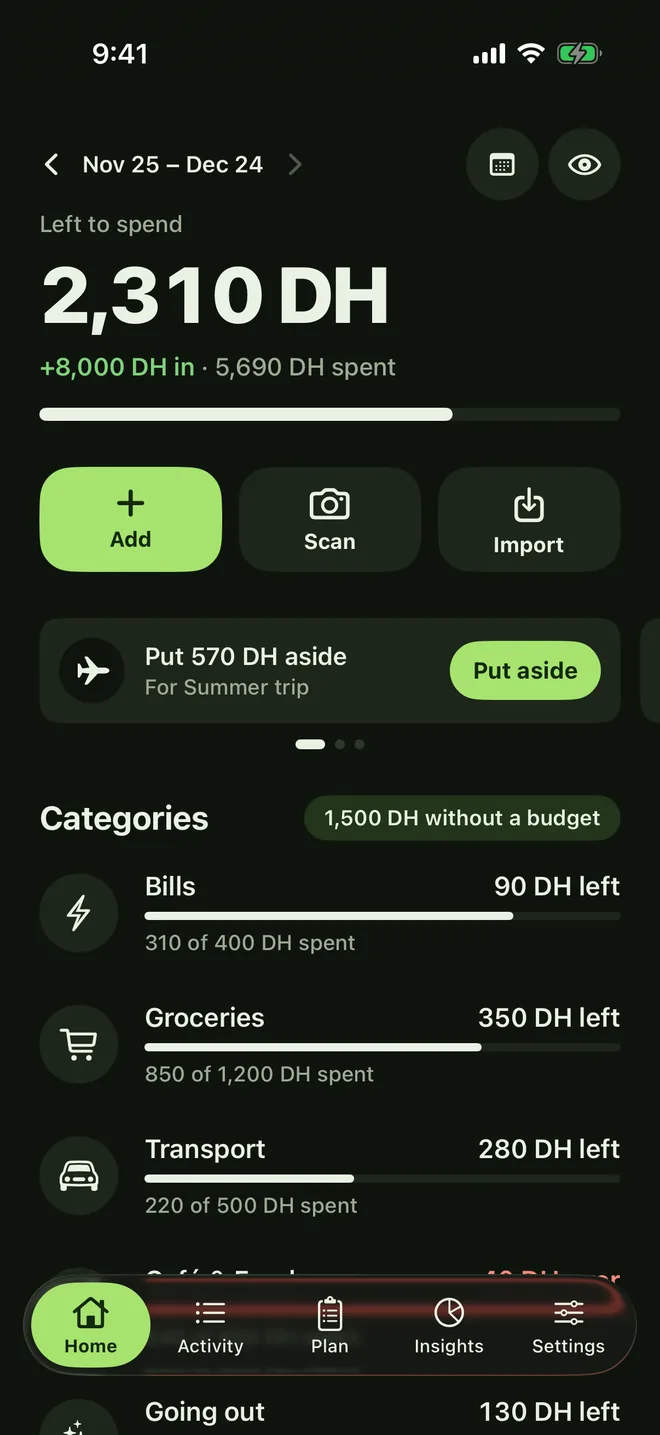 9:41
Nov 25 – Dec 24
Left to spend
2,310 DH
+8,000 DH in · 5,690 DH spent
Add
Scan
Import
Put 570 DH aside
For Summer trip
Put aside
Categories
1,500 DH without a budget
Bills
90 DH left
310 of 400 DH spent
Groceries
350 DH left
850 of 1,200 DH spent
Transport
280 DH left
220 of 500 DH spent
Home
Activity
Plan
Insights
Settings
Going out
130 DH left